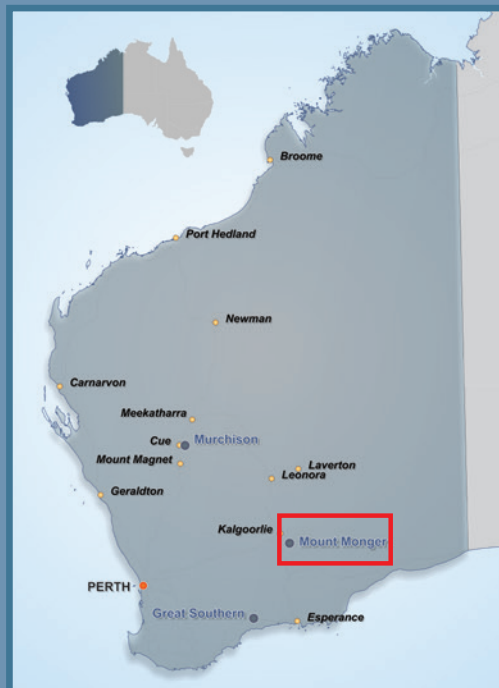 Broome
Port Hedland
Newman
Carnarvon
Meekatharra
Cue
Murchison
Mount Magnet
Laverton
Leonora
Geraldton
Kalgoorlie
Mount Monger
PERTH
Great Southern
Esperance